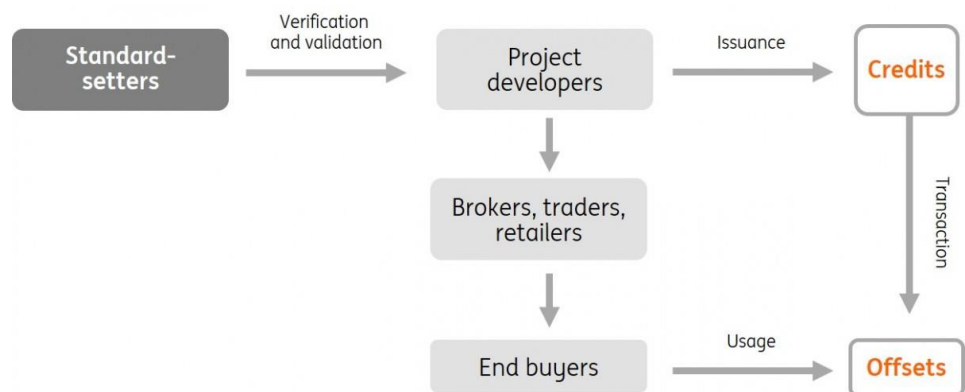 Verification
and validation
Standard-
setters
Project
developers
Issuance
Credits
Brokers, traders,
retailers
Transaction
End buyers
Usage
Offsets